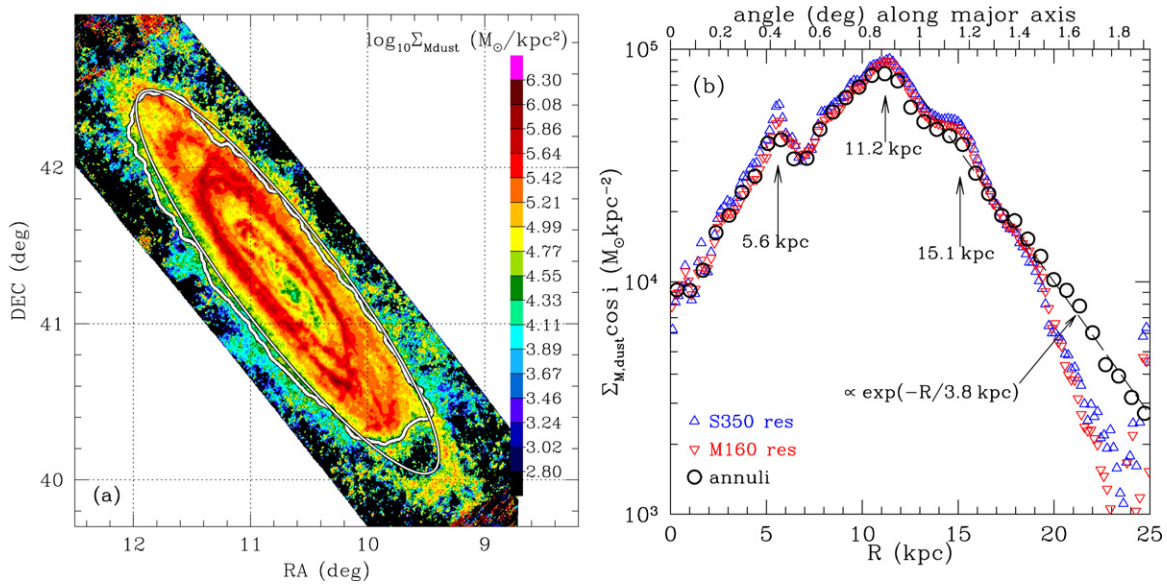 log₁₀Σ_Mdust (M⊙/kpc²)
6.30
6.08
5.86
5.64
5.42
5.21
4.99
4.77
4.55
4.33
4.11
3.89
3.67
3.46
3.24
3.02
2.80
42
41
40
DEC (deg)
(a)
12 11 10 9
RA (deg)
angle (deg) along major axis
0 0.2 0.4 0.6 0.8 1 1.2 1.4 1.6 1.8
10⁵
10⁴
10³
Σ_M,dust cos i (M⊙kpc⁻²)
(b)
11.2 kpc
5.6 kpc
15.1 kpc
∝ exp(−R/3.8 kpc)
S350 res
M160 res
annuli
0 5 10 15 20 25
R (kpc)